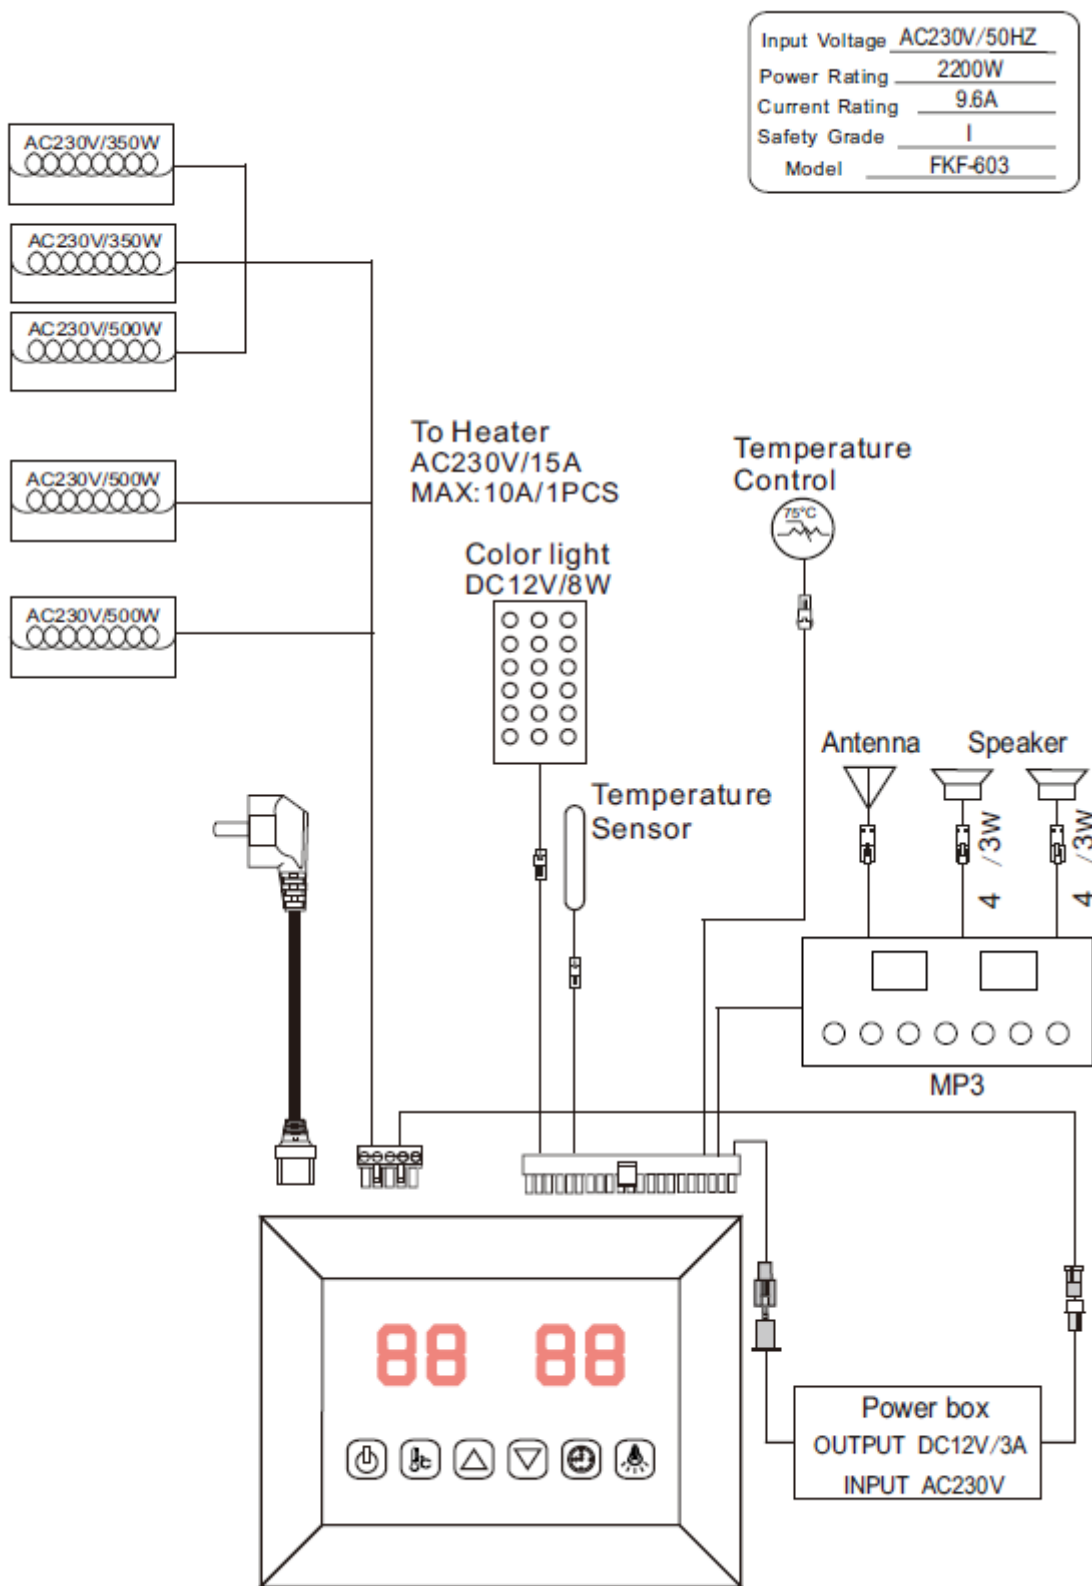 Input Voltage AC230V/50HZ
Power Rating 2200W
Current Rating 9.6A
Safety Grade I
Model FKF-603
AC230V/350W
AC230V/350W
AC230V/500W
AC230V/500W
AC230V/500W
To Heater
AC230V/15A
MAX:10A/1PCS
Temperature
Control
75°C
Color light
DC12V/8W
Temperature
Sensor
Antenna
Speaker
4 /3W
4 /3W
MP3
88 88
°C
Power box
OUTPUT DC12V/3A
INPUT AC230V